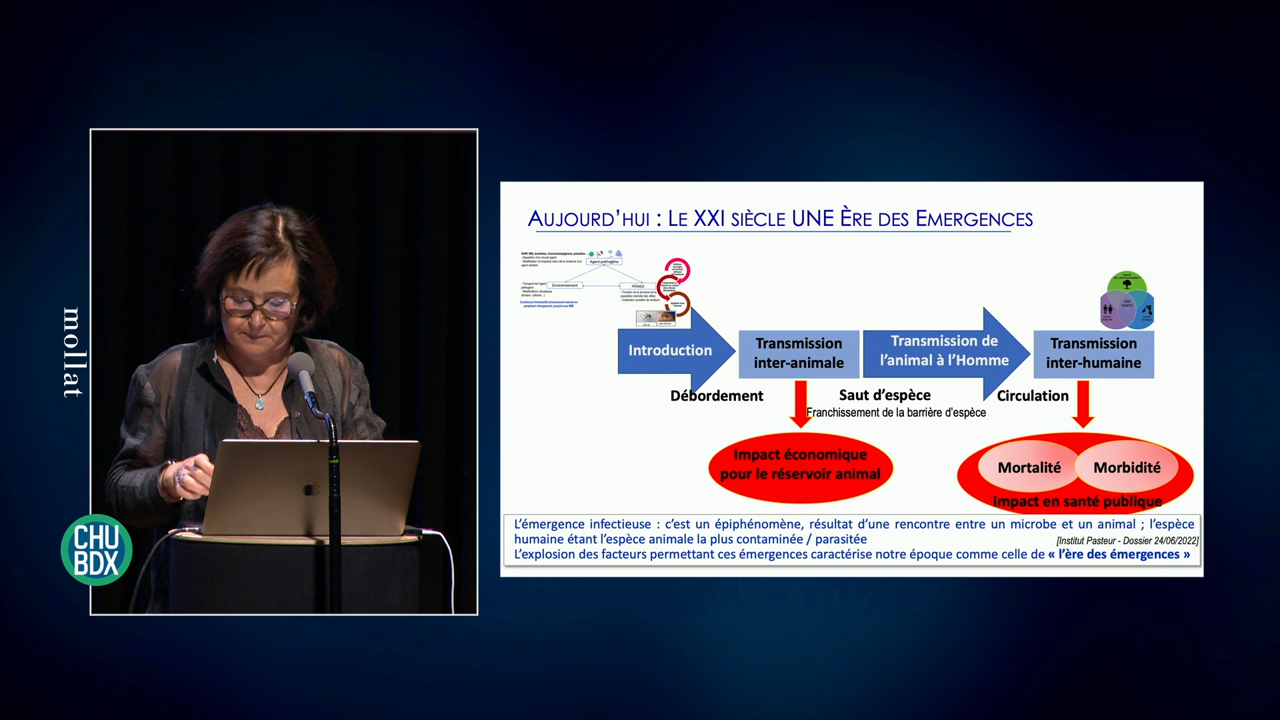 mollat
CHU
BDX
AUJOURD'HUI : LE XXI SIÈCLE UNE ÈRE DES EMERGENCES
Agent pathogène
Environnement
Introduction
Transmission
inter-animale
Transmission de
l'animal à l'Homme
Transmission
inter-humaine
Débordement
Saut d'espèce
Franchissement de la barrière d'espèce
Circulation
Impact économique
pour le réservoir animal
Mortalité
Morbidité
Impact en santé publique
L'émergence infectieuse : c'est un épiphénomène, résultat d'une rencontre entre un microbe et un animal ; l'espèce
humaine étant l'espèce animale la plus contaminée / parasitée
[Institut Pasteur - Dossier 24/06/2022]
L'explosion des facteurs permettant ces émergences caractérise notre époque comme celle de « l'ère des émergences »